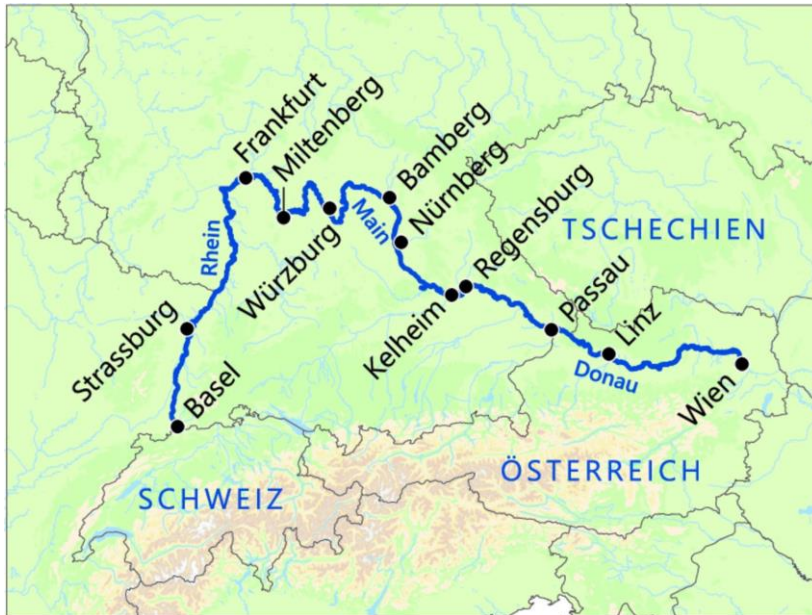 Frankfurt
Miltenberg
Bamberg
Nürnberg
Main
Würzburg
Rhein
Regensburg
TSCHECHIEN
Kelheim
Passau
Linz
Donau
Wien
Strassburg
Basel
SCHWEIZ
ÖSTERREICH